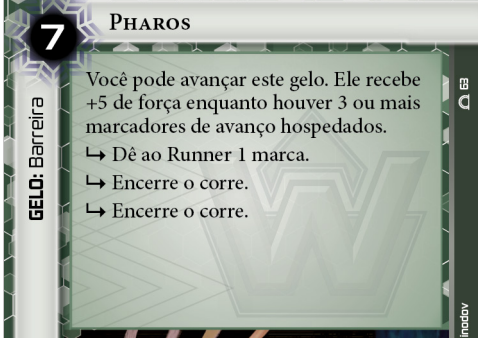 7
Pharos
Você pode avançar este gelo. Ele recebe
+5 de força enquanto houver 3 ou mais
marcadores de avanço hospedados.
↳ Dê ao Runner 1 marca.
↳ Encerre o corre.
↳ Encerre o corre.
GELO: Barreira
63